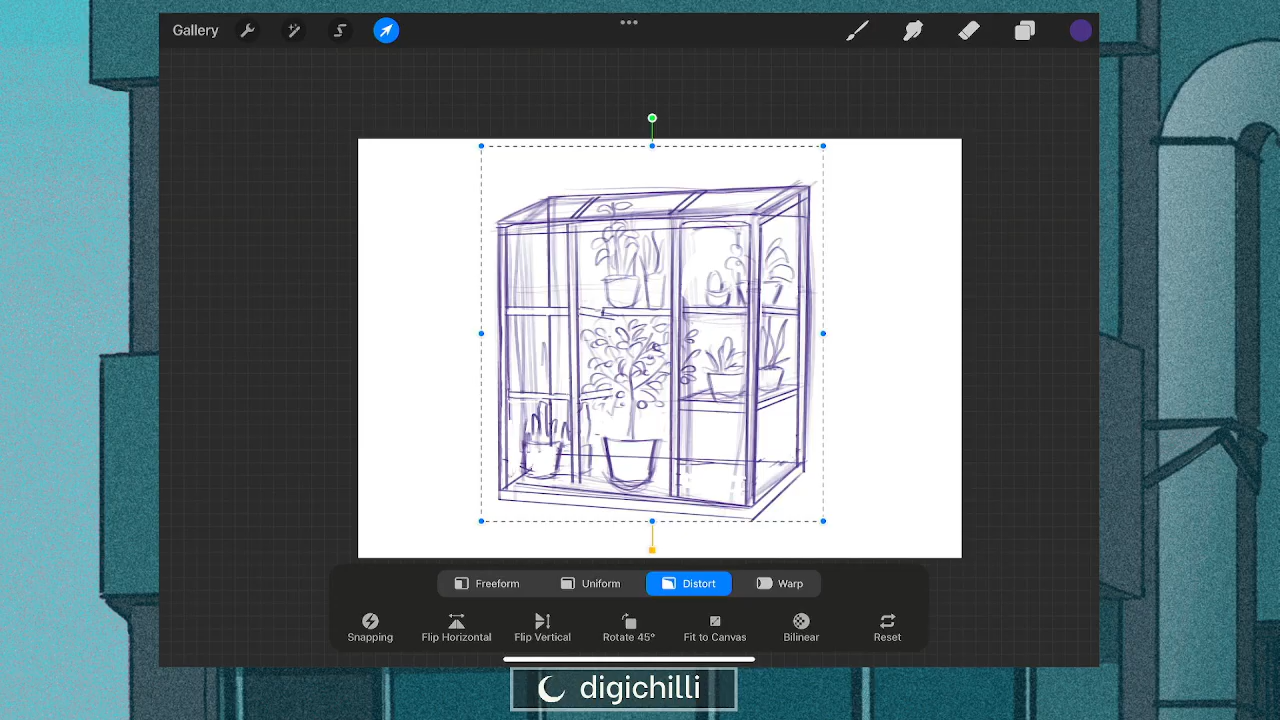 Gallery
Freeform Uniform Distort Warp
Snapping Flip Horizontal Flip Vertical Rotate 45° Fit to Canvas Bilinear Reset
digichilli